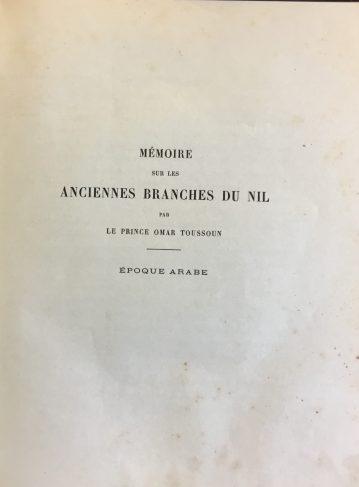 MÉMOIRE
SUR LES
ANCIENNES BRANCHES DU NIL
PAR
LE PRINCE OMAR TOUSSOUN
ÉPOQUE ARABE